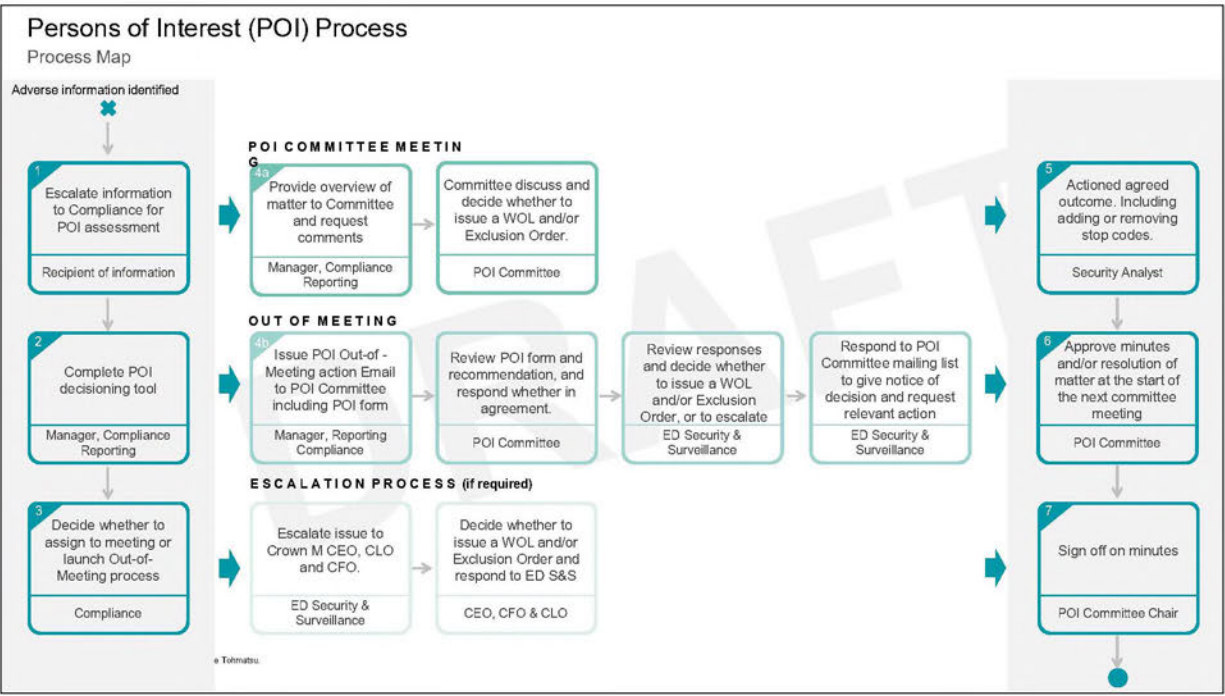 Persons of Interest (POI) Process
Process Map
Adverse information identified
1
Escalate information
to Compliance for
POI assessment
Recipient of information
2
Complete POI
decisioning tool
Manager, Compliance
Reporting
3
Decide whether to
assign to meeting or
launch Out-of-
Meeting process
Compliance
POI COMMITTEE MEETIN
G
4a
Provide overview of
matter to Committee
and request
comments
Manager, Compliance
Reporting
Committee discuss and
decide whether to
issue a WOL and/or
Exclusion Order.
POI Committee
OUT OF MEETING
4b
Issue POI Out-of -
Meeting action Email
to POI Committee
including POI form
Manager, Reporting
Compliance
Review POI form and
recommendation, and
respond whether in
agreement.
POI Committee
Review responses
and decide whether
to issue a WOL
and/or Exclusion
Order, or to escalate
ED Security &
Surveillance
Respond to POI
Committee mailing list
to give notice of
decision and request
relevant action
ED Security &
Surveillance
ESCALATION PROCESS (if required)
Escalate issue to
Crown M CEO, CLO
and CFO.
ED Security &
Surveillance
Decide whether to
issue a WOL and/or
Exclusion Order and
respond to ED S&S
CEO, CFO & CLO
5
Actioned agreed
outcome. Including
adding or removing
stop codes.
Security Analyst
6
Approve minutes
and/or resolution of
matter at the start of
the next committee
meeting
POI Committee
7
Sign off on minutes
POI Committee Chair
e Tohmatsu.
DRAFT